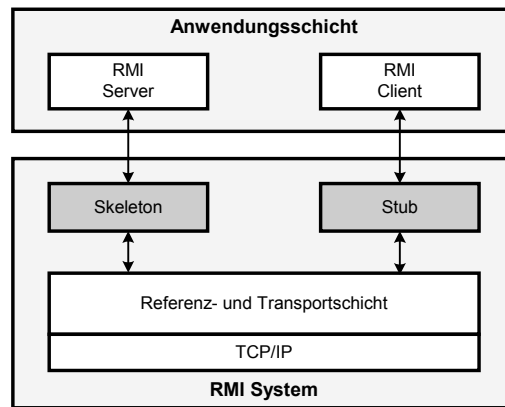 Anwendungsschicht
RMI
Server
RMI
Client
Skeleton
Stub
Referenz- und Transportschicht
TCP/IP
RMI System